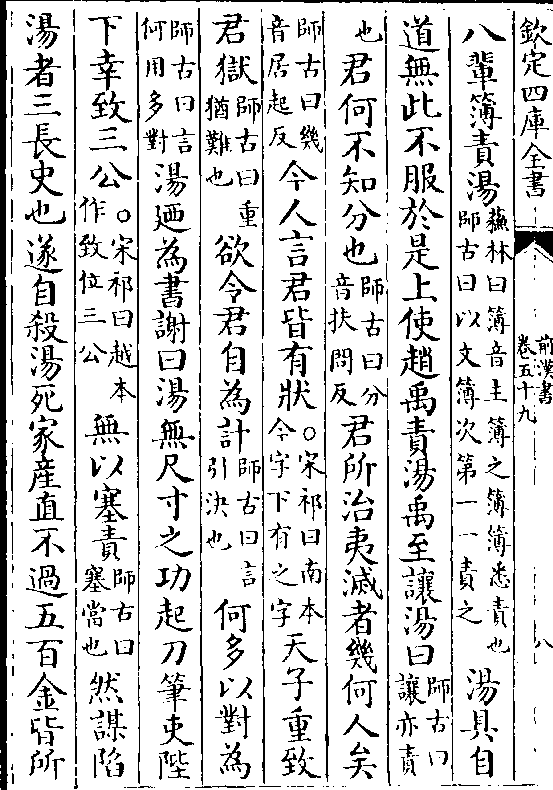 欽定四庫全書
前漢書
卷五十九
八
八輩簿責湯蘇林曰簿音主簿之簿簿悉責也師古曰以文簿次第一一責之湯具自
道無此不服於是上使趙禹責湯禹至讓湯曰師古曰讓亦責
也君何不知分也師古曰分音扶問反君所治夷滅者幾何人矣
師古曰幾音居起反今人言君皆有狀○宋祁曰南本今字下有之字天子重致
君獄師古曰重猶難也欲令君自為計師古曰言引決也何多以對為
師古曰言何用多對湯廼為書謝曰湯無尺寸之功起刀筆吏陛
下幸致三公○宋祁曰越本作致位三公無以塞責師古曰塞當也然謀陷
湯者三長史也遂自殺湯死家産直不過五百金皆所